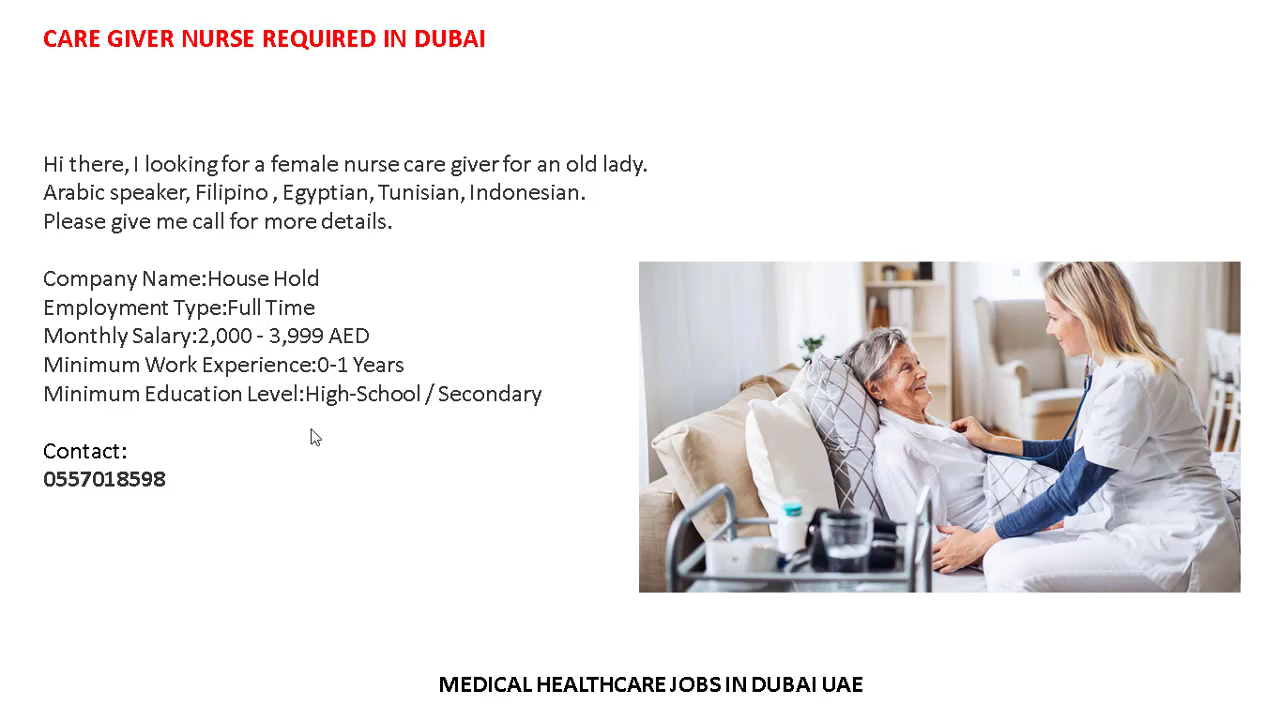 CARE GIVER NURSE REQUIRED IN DUBAI
Hi there, I looking for a female nurse care giver for an old lady.
Arabic speaker, Filipino , Egyptian, Tunisian, Indonesian.
Please give me call for more details.
Company Name:House Hold
Employment Type:Full Time
Monthly Salary:2,000 - 3,999 AED
Minimum Work Experience:0-1 Years
Minimum Education Level:High-School / Secondary
Contact:
0557018598
MEDICAL HEALTHCARE JOBS IN DUBAI UAE